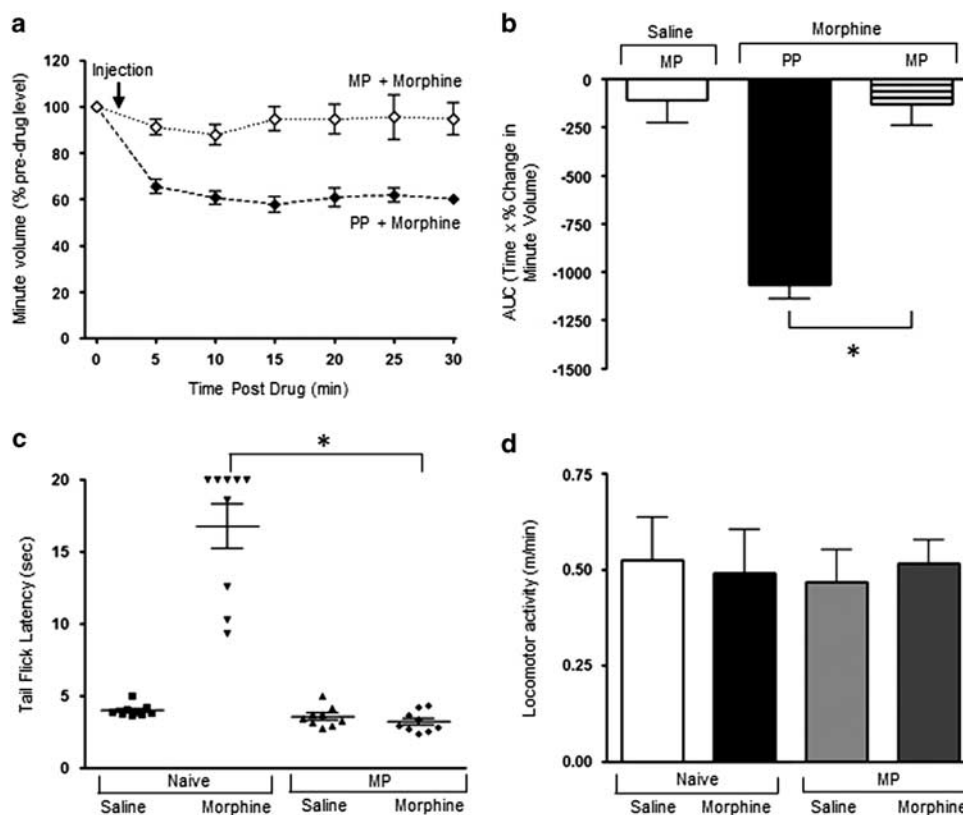 a
Minute volume (% pre-drug level)
120
100
80
60
40
20
0
Injection
MP + Morphine
PP + Morphine
0 5 10 15 20 25 30
Time Post Drug (min)
b
Saline Morphine
MP PP MP
AUC (Time x % Change in
Minute Volume)
0
-250
-500
-750
-1000
-1250
-1500
*
c
Tail Flick Latency (sec)
20
15
10
5
0
*
Naive MP
Saline Morphine Saline Morphine
d
Locomotor activity (m/min)
0.75
0.50
0.25
0.00
Naive MP
Saline Morphine Saline Morphine